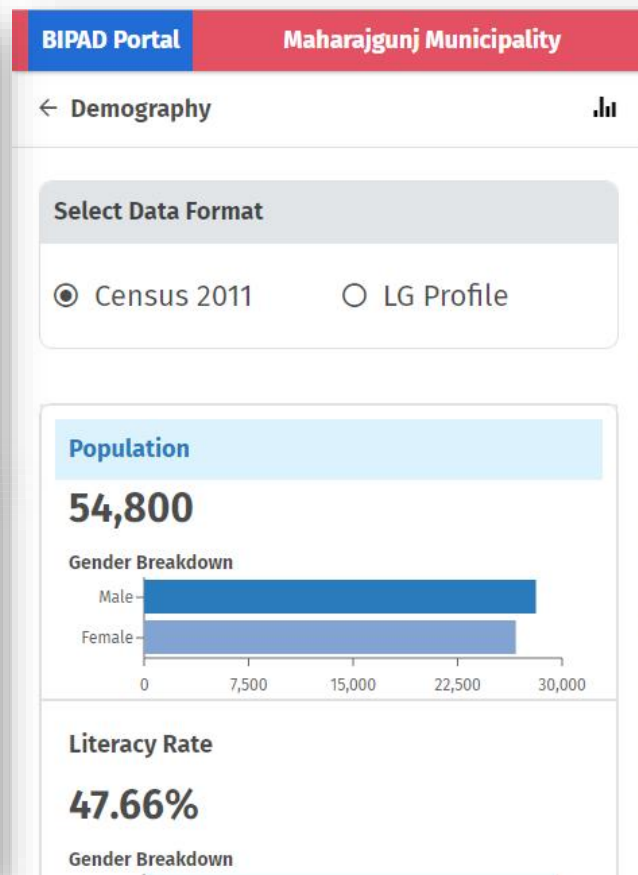 BIPAD Portal Maharajgunj Municipality
← Demography
Select Data Format
Census 2011 LG Profile
Population
54,800
Gender Breakdown
Male
Female
0 7,500 15,000 22,500 30,000
Literacy Rate
47.66%
Gender Breakdown